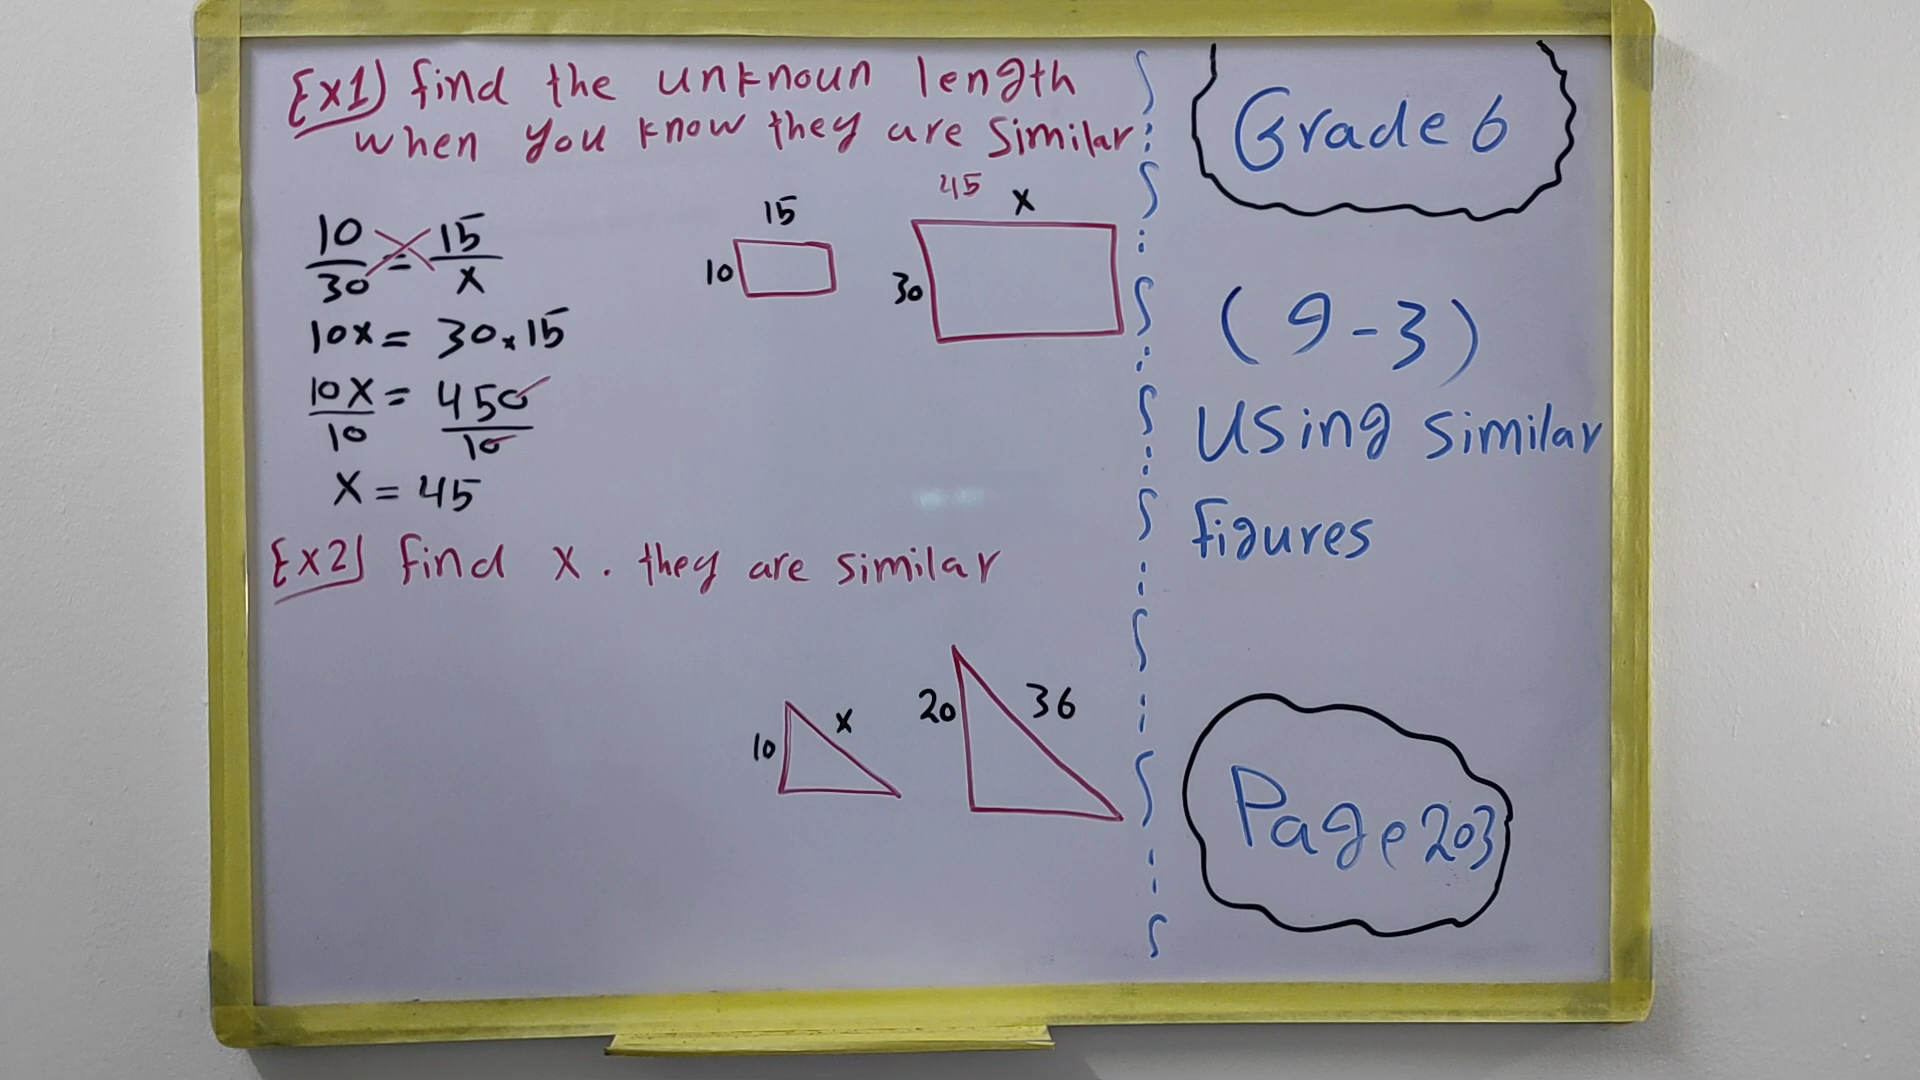 Ex1) find the unknoun length
when you know they are similar
10/30 = 15/x
10x = 30×15
10x/10 = 450/10
x = 45
15
10
45 x
30
Ex2) find x. they are similar
10
x
20
36
Grade 6
(9-3)
Using similar
figures
Page 203